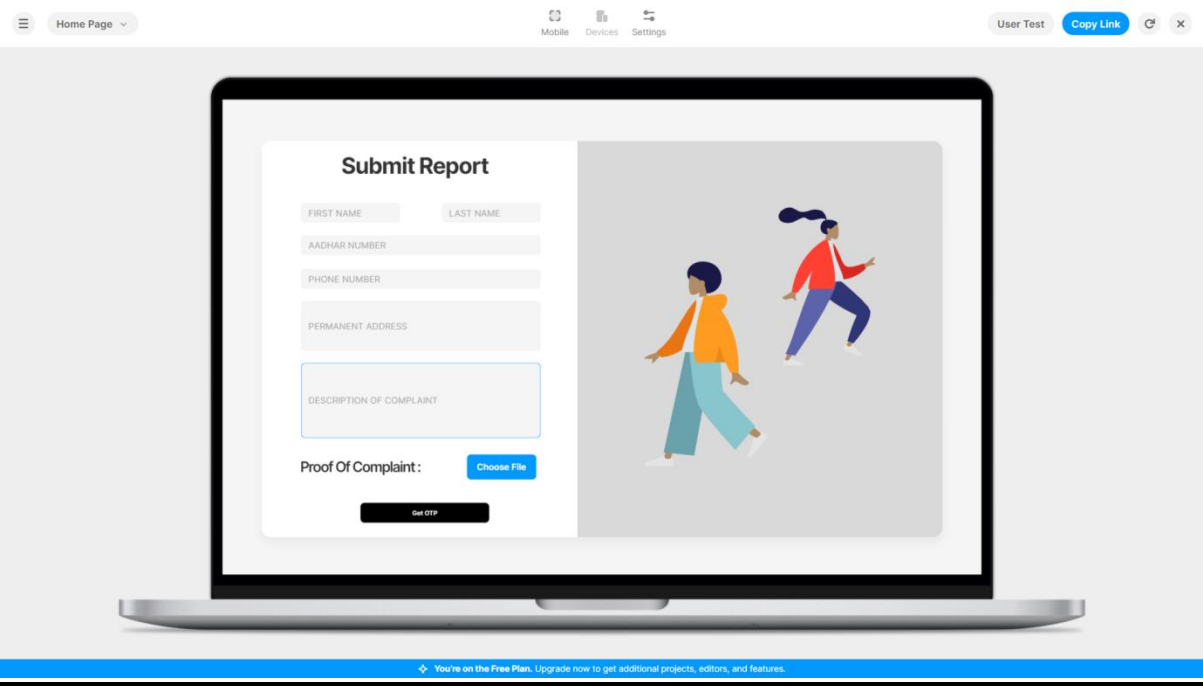 Home Page
Mobile
Devices
Settings
User Test
Copy Link
Submit Report
FIRST NAME
LAST NAME
AADHAR NUMBER
PHONE NUMBER
PERMANENT ADDRESS
DESCRIPTION OF COMPLAINT
Proof Of Complaint :
Choose File
Get OTP
You're on the Free Plan. Upgrade now to get additional projects, editors, and features.